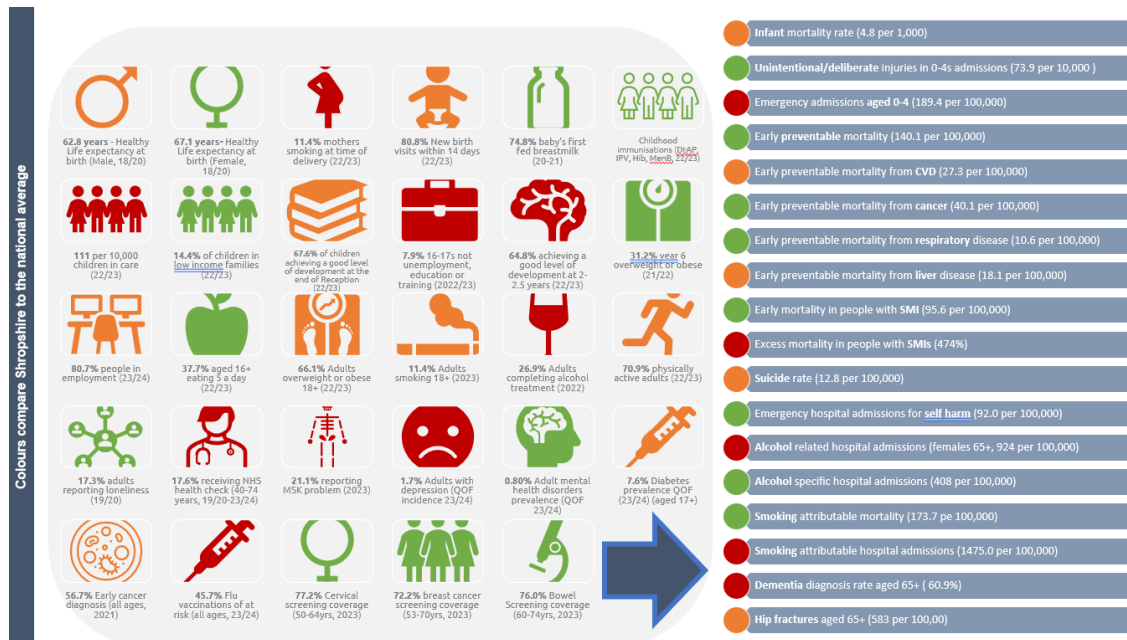 Colours compare Shropshire to the national average
62.8 years - Healthy
Life expectancy at
birth (Male, 18/20)
67.1 years- Healthy
Life expectancy at
birth (Female,
18/20)
11.4% mothers
smoking at time of
delivery (22/23)
80.8% New birth
visits within 14 days
(22/23)
74.8% baby's first
fed breastmilk
(20-21)
Childhood
immunisations (DtAP,
IPV, Hib, MenB, 22/23)
111 per 10,000
children in care
(22/23)
14.4% of children in
low income families
(22/23)
67.6% of children
achieving a good level
of development at the
end of Reception
(22/23)
7.9% 16-17s not
unemployment,
education or
training (2022/23)
64.8% achieving a
good level of
development at 2-
2.5 years (22/23)
31.2% year 6
overweight or obese
(21/22)
80.7% people in
employment (23/24)
37.7% aged 16+
eating 5 a day
(22/23)
66.1% Adults
overweight or obese
18+ (22/23)
11.4% Adults
smoking 18+ (2023)
26.9% Adults
completing alcohol
treatment (2022)
70.9% physically
active adults (22/23)
17.3% adults
reporting loneliness
(19/20)
17.6% receiving NHS
health check (40-74
years, 19/20-23/24)
21.1% reporting
MSK problem (2023)
1.7% Adults with
depression (QOF
incidence 23/24)
0.80% Adult mental
health disorders
prevalence (QOF
23/24)
7.6% Diabetes
prevalence QOF
(23/24) (aged 17+)
56.7% Early cancer
diagnosis (all ages,
2021)
45.7% Flu
vaccinations of at
risk (all ages, 23/24)
77.2% Cervical
screening coverage
(50-64yrs, 2023)
72.2% breast cancer
screening coverage
(53-70yrs, 2023)
76.0% Bowel
Screening coverage
(60-74yrs, 2023)
Infant mortality rate (4.8 per 1,000)
Unintentional/deliberate injuries in 0-4s admissions (73.9 per 10,000 )
Emergency admissions aged 0-4 (189.4 per 100,000)
Early preventable mortality (140.1 per 100,000)
Early preventable mortality from CVD (27.3 per 100,000)
Early preventable mortality from cancer (40.1 per 100,000)
Early preventable mortality from respiratory disease (10.6 per 100,000)
Early preventable mortality from liver disease (18.1 per 100,000)
Early mortality in people with SMI (95.6 per 100,000)
Excess mortality in people with SMIs (474%)
Suicide rate (12.8 per 100,000)
Emergency hospital admissions for self harm (92.0 per 100,000)
Alcohol related hospital admissions (females 65+, 924 per 100,000)
Alcohol specific hospital admissions (408 per 100,000)
Smoking attributable mortality (173.7 pe 100,000)
Smoking attributable hospital admissions (1475.0 per 100,000)
Dementia diagnosis rate aged 65+ ( 60.9%)
Hip fractures aged 65+ (583 per 100,00)